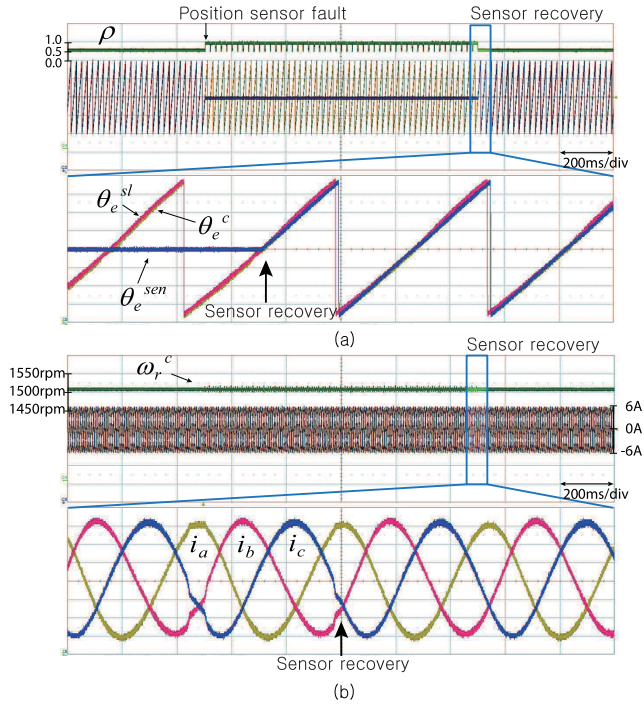 Position sensor fault
Sensor recovery
ρ
1.0
0.5
0.0
200ms/div
θ_e^{sl}
θ_e^{c}
θ_e^{sen}
Sensor recovery
(a)
Sensor recovery
ω_r^{c}
1550rpm
1500rpm
1450rpm
6A
0A
-6A
200ms/div
i_a
i_b
i_c
Sensor recovery
(b)